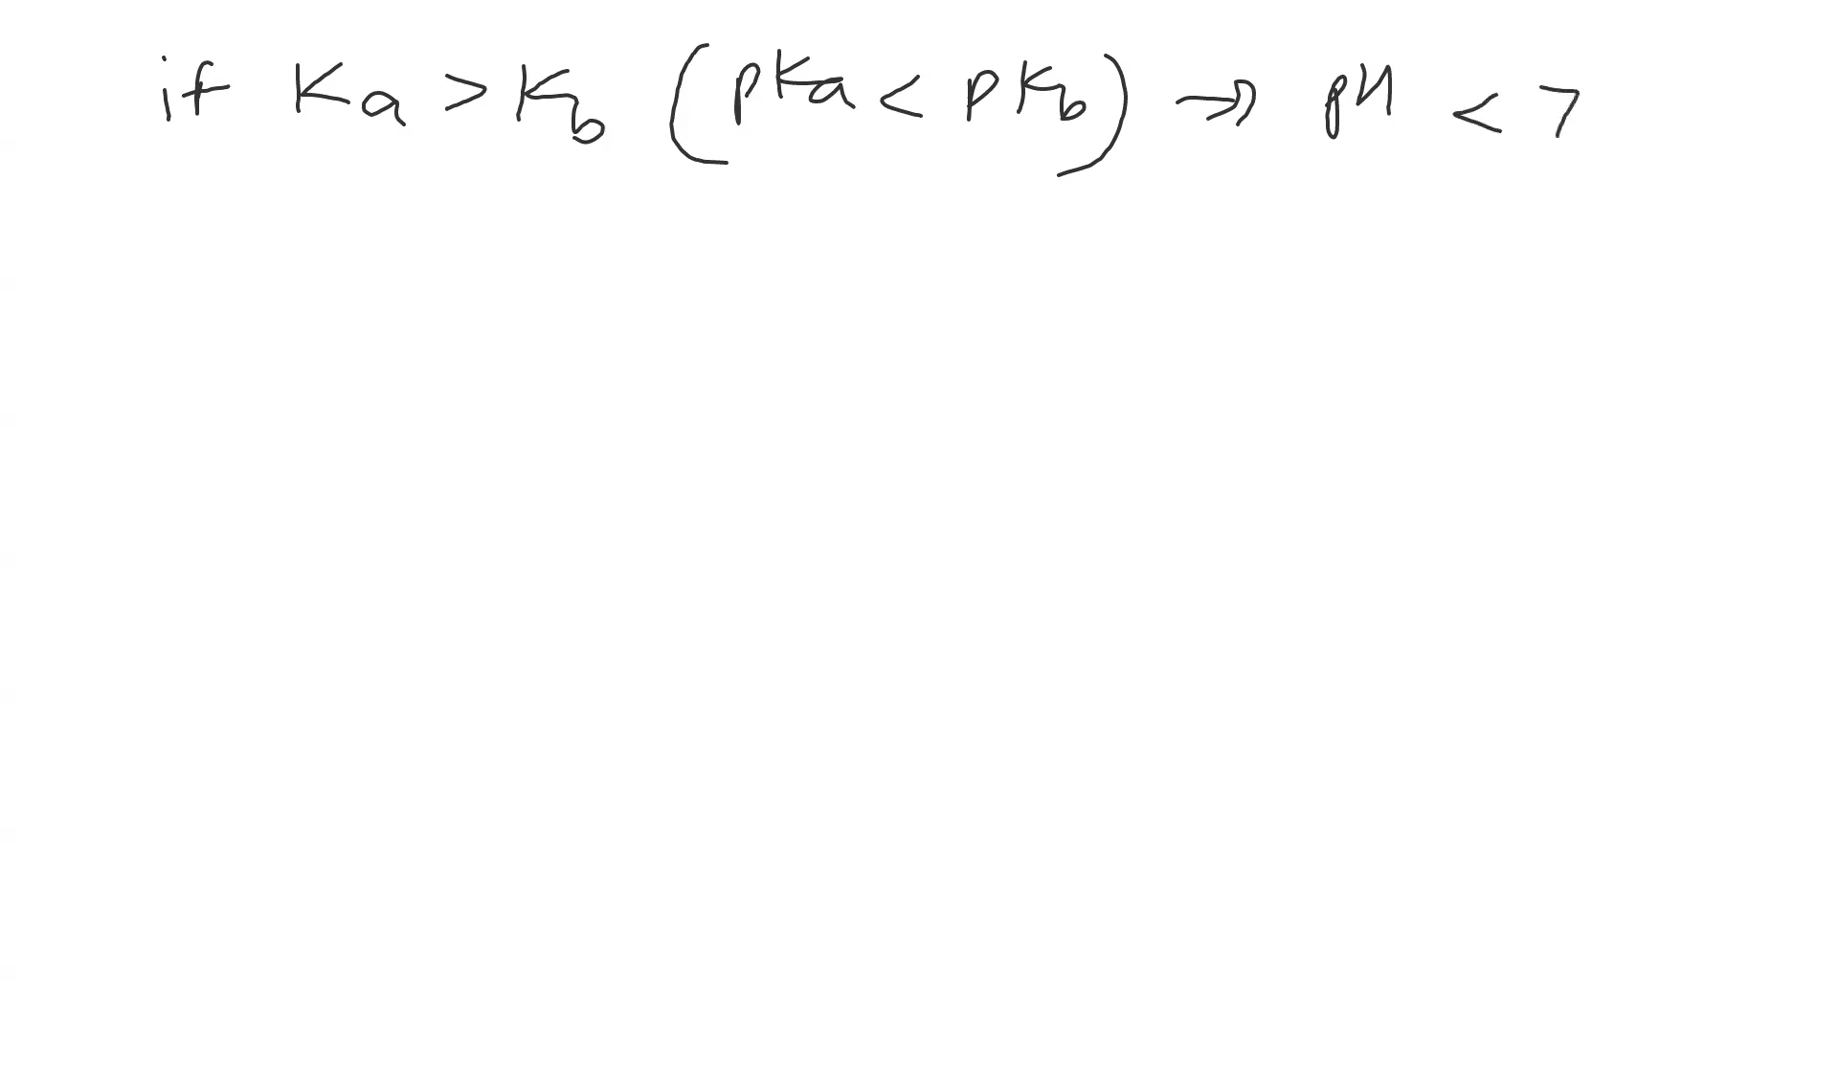 if Ka > Kb (pKa < pKb) → pH < 7